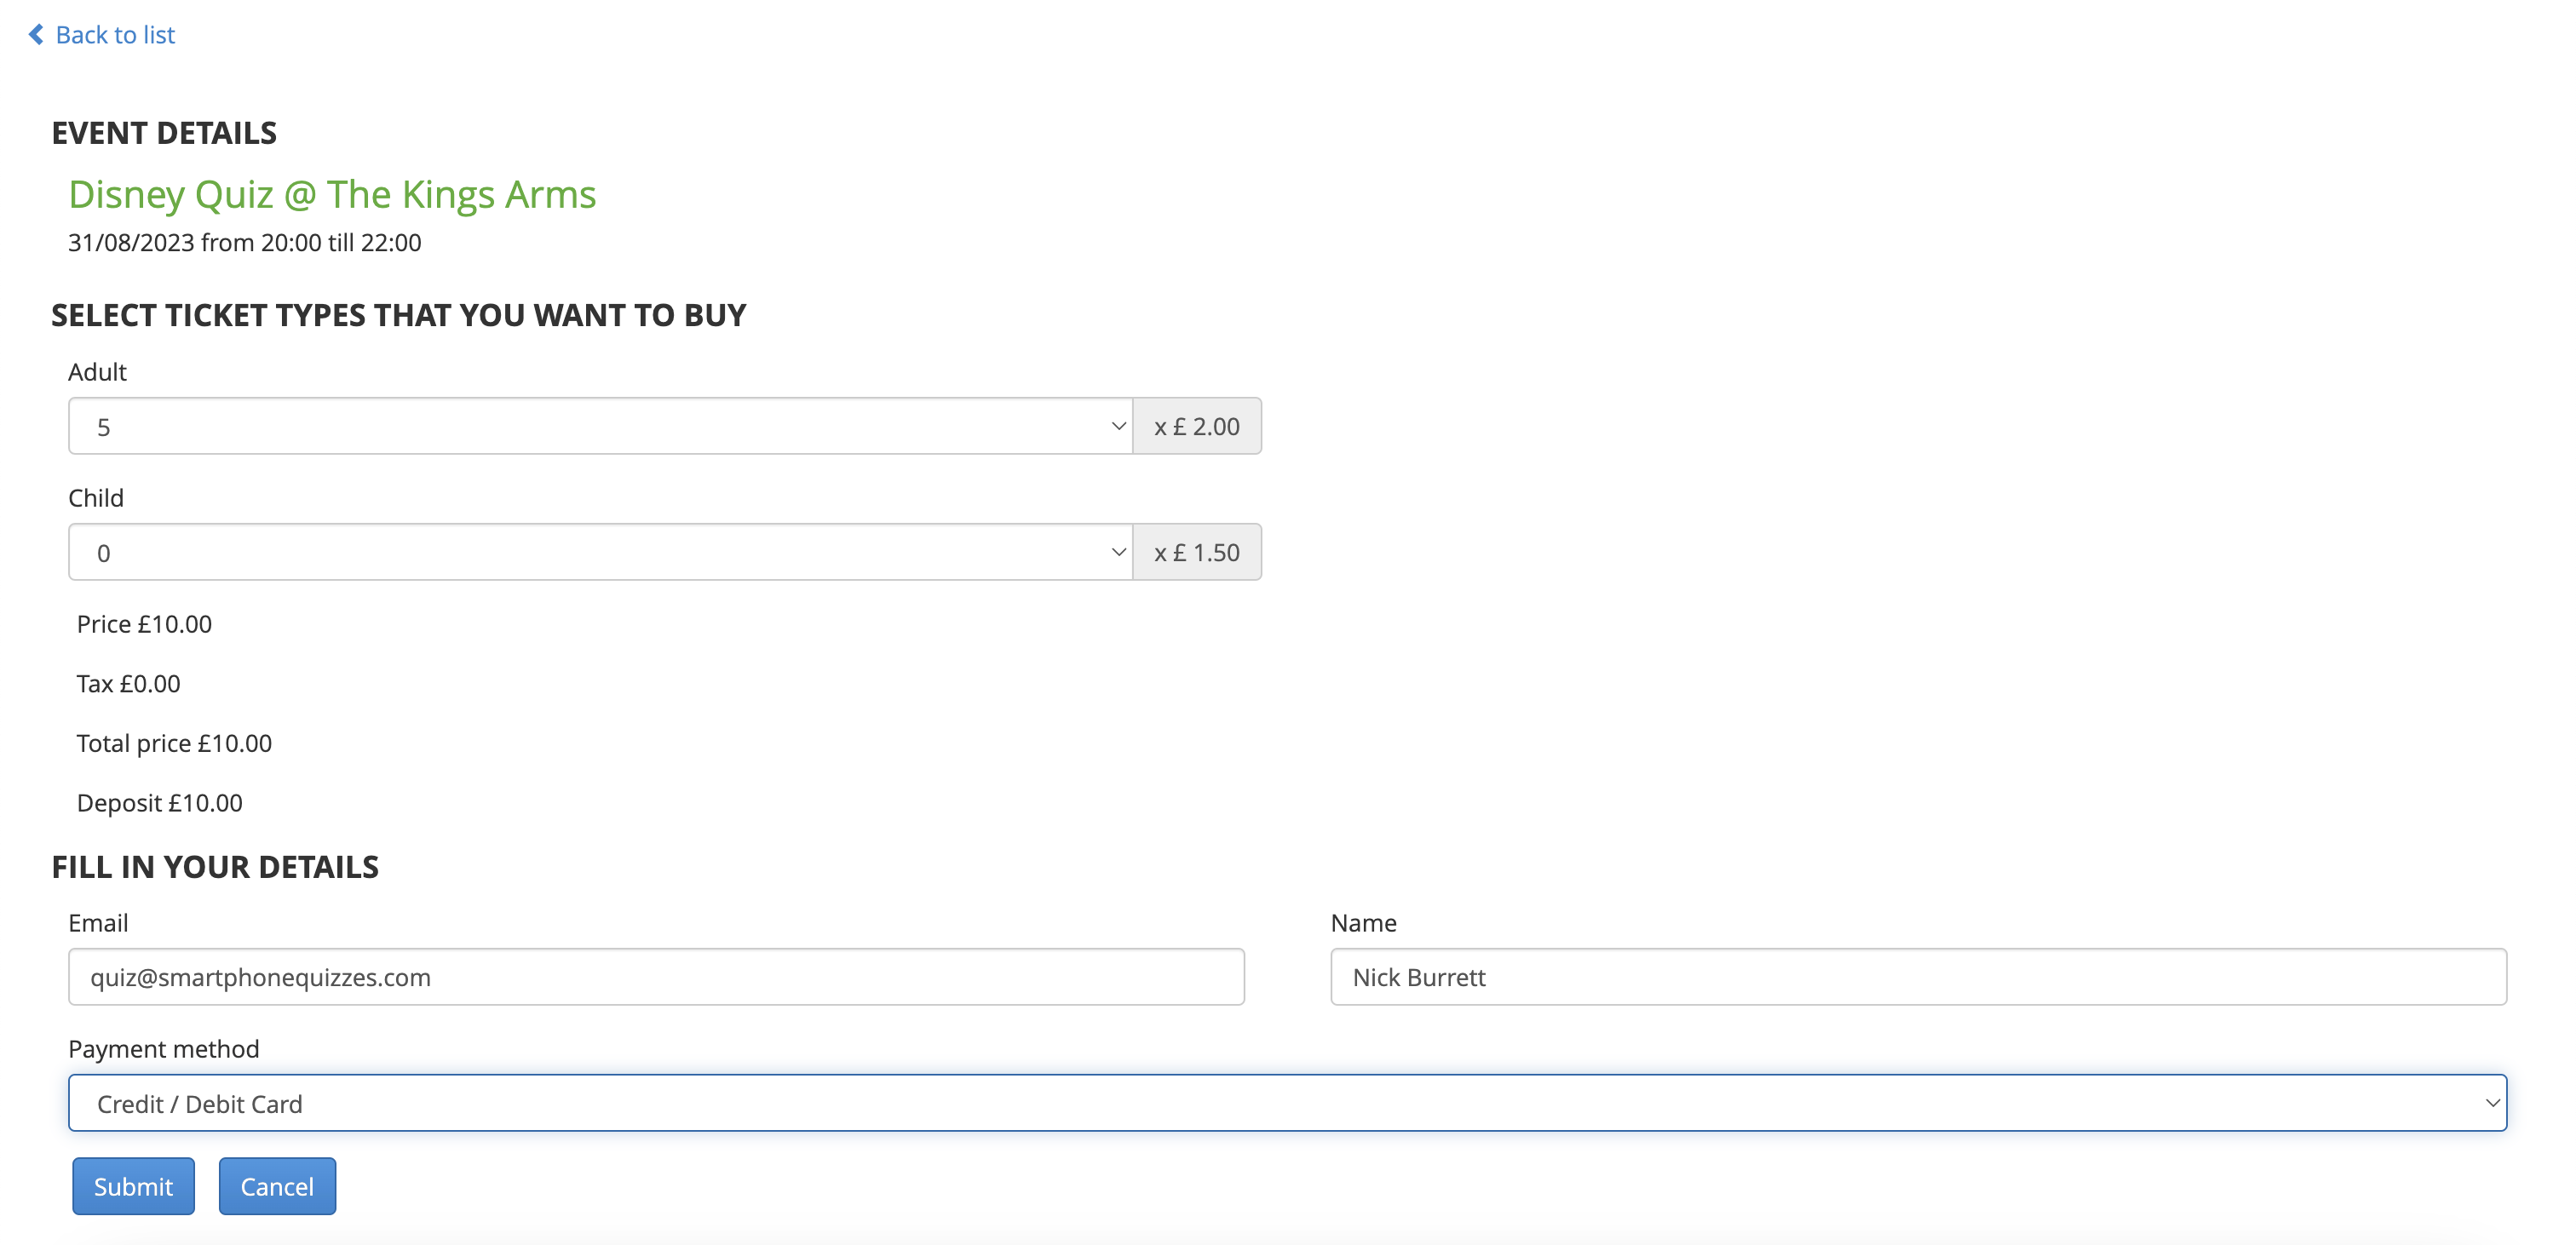 Back to list
EVENT DETAILS
Disney Quiz @ The Kings Arms
31/08/2023 from 20:00 till 22:00
SELECT TICKET TYPES THAT YOU WANT TO BUY
Adult
5 x £ 2.00
Child
0 x £ 1.50
Price £10.00
Tax £0.00
Total price £10.00
Deposit £10.00
FILL IN YOUR DETAILS
Email
quiz@smartphonequizzes.com
Name
Nick Burrett
Payment method
Credit / Debit Card
Submit Cancel